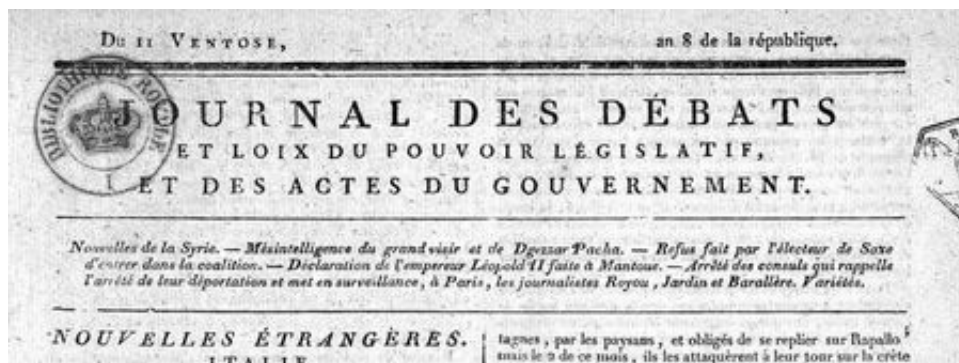 Du 11 Ventose, an 8 de la république.
BIBLIOTHEQUE ROYALE
JOURNAL DES DÉBATS
ET LOIX DU POUVOIR LÉGISLATIF,
ET DES ACTES DU GOUVERNEMENT.
Nouvelles de la Syrie. — Mésintelligence du grand visir et de Dgezzar Pacha. — Refus fait par l'électeur de Saxe
d'entrer dans la coalition. — Déclaration de l'empereur Léopold II faite à Mantoue. — Arrêté des consuls qui rappelle
l'arrêté de leur déportation et met en surveillance, à Paris, les journalistes Royou, Jardin et Barallère. Variétés.
NOUVELLES ÉTRANGÈRES.
ITALIE
tagnes, par les paysans, et obligés de se replier sur Rapallo
mais le 2 de ce mois, ils les attaquèrent à leur tour sur la crête